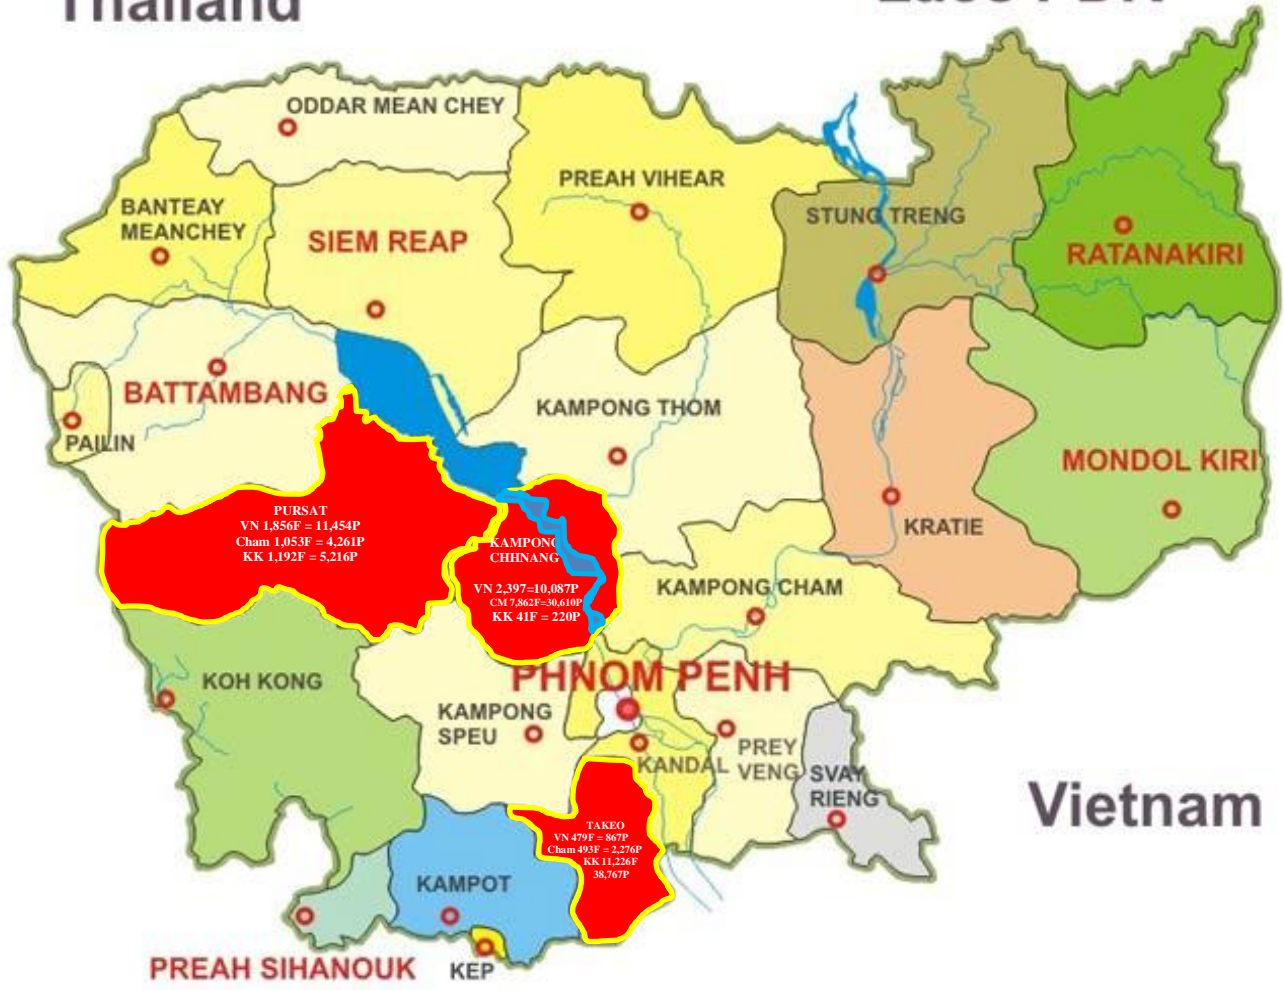 Thailand
ODDAR MEAN CHEY
PREAH VIHEAR
BANTEAY
MEANCHEY
SIEM REAP
STUNG TRENG
RATANAKIRI
BATTAMBANG
PAILIN
KAMPONG THOM
MONDOL KIRI
KRATIE
PURSAT
VN 1,856F = 11,454P
Cham 1,053F = 4,261P
KK 1,192F = 5,216P
KAMPONG
CHHNANG
VN 2,397=10,087P
CM 7,862F=30,610P
KK 41F = 220P
KAMPONG CHAM
KOH KONG
PHNOM PENH
KAMPONG
SPEU
KANDAL
PREY
VENG
SVAY
RIENG
Vietnam
TAKEO
VN 479F = 867P
Cham 493F = 2,276P
KK 11,226F
38,767P
KAMPOT
PREAH SIHANOUK
KEP